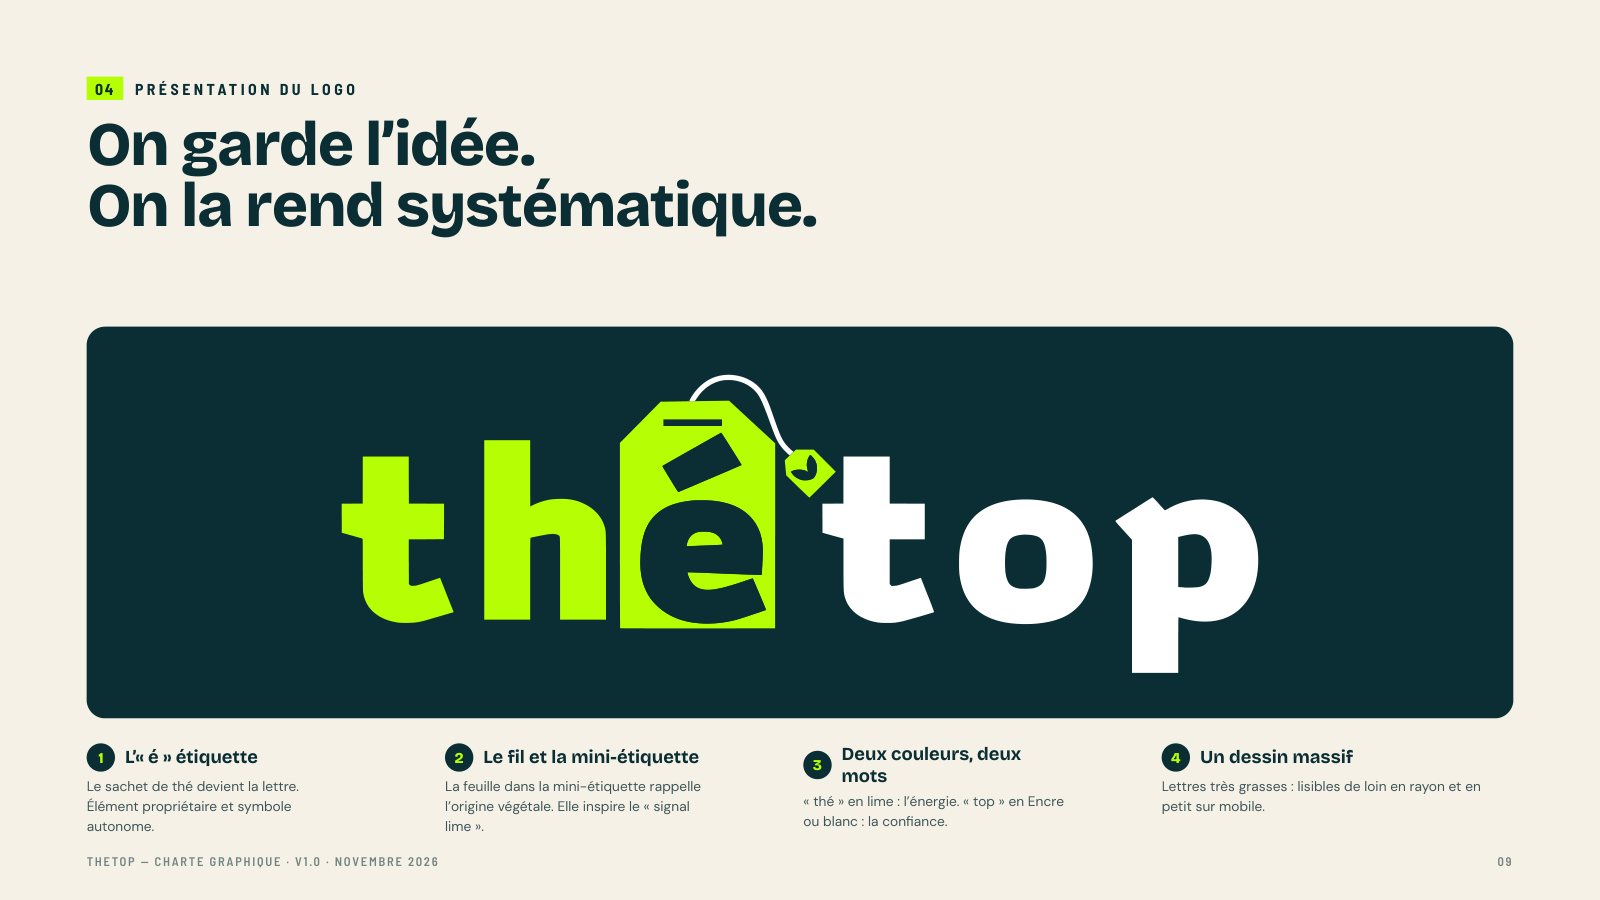 04 PRÉSENTATION DU LOGO
On garde l’idée.
On la rend systématique.
thé top
1 L’« é » étiquette
Le sachet de thé devient la lettre.
Élément propriétaire et symbole
autonome.
2 Le fil et la mini-étiquette
La feuille dans la mini-étiquette rappelle
l’origine végétale. Elle inspire le « signal
lime ».
3 Deux couleurs, deux
mots
« thé » en lime : l’énergie. « top » en Encre
ou blanc : la confiance.
4 Un dessin massif
Lettres très grasses : lisibles de loin en rayon et en
petit sur mobile.
THETOP — CHARTE GRAPHIQUE · V1.0 · NOVEMBRE 2026
09